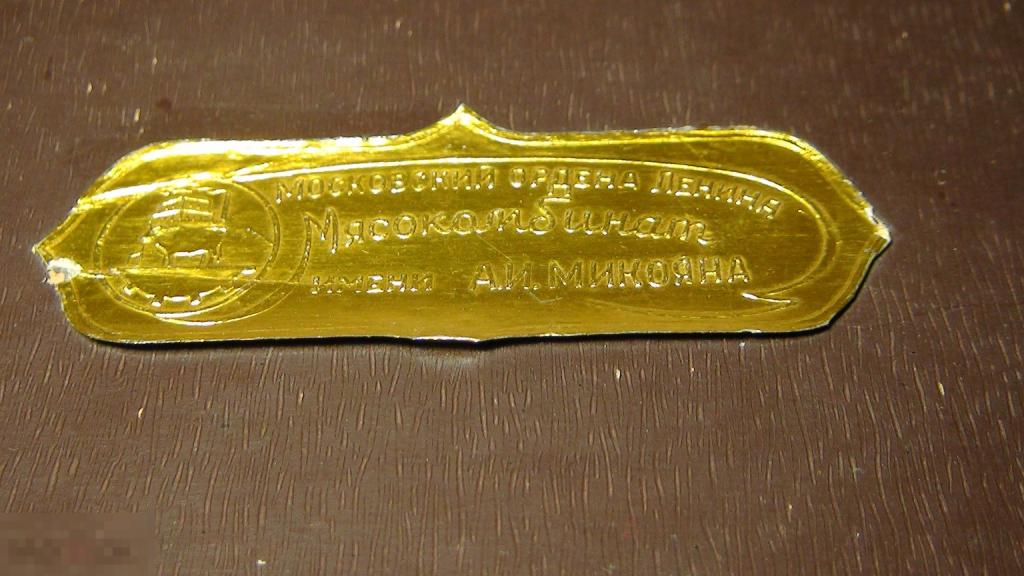 МОСКОВСКИЙ ОРДЕНА ЛЕНИНА
Мясокомбинат
ИМЕНИ А.И. МИКОЯНА